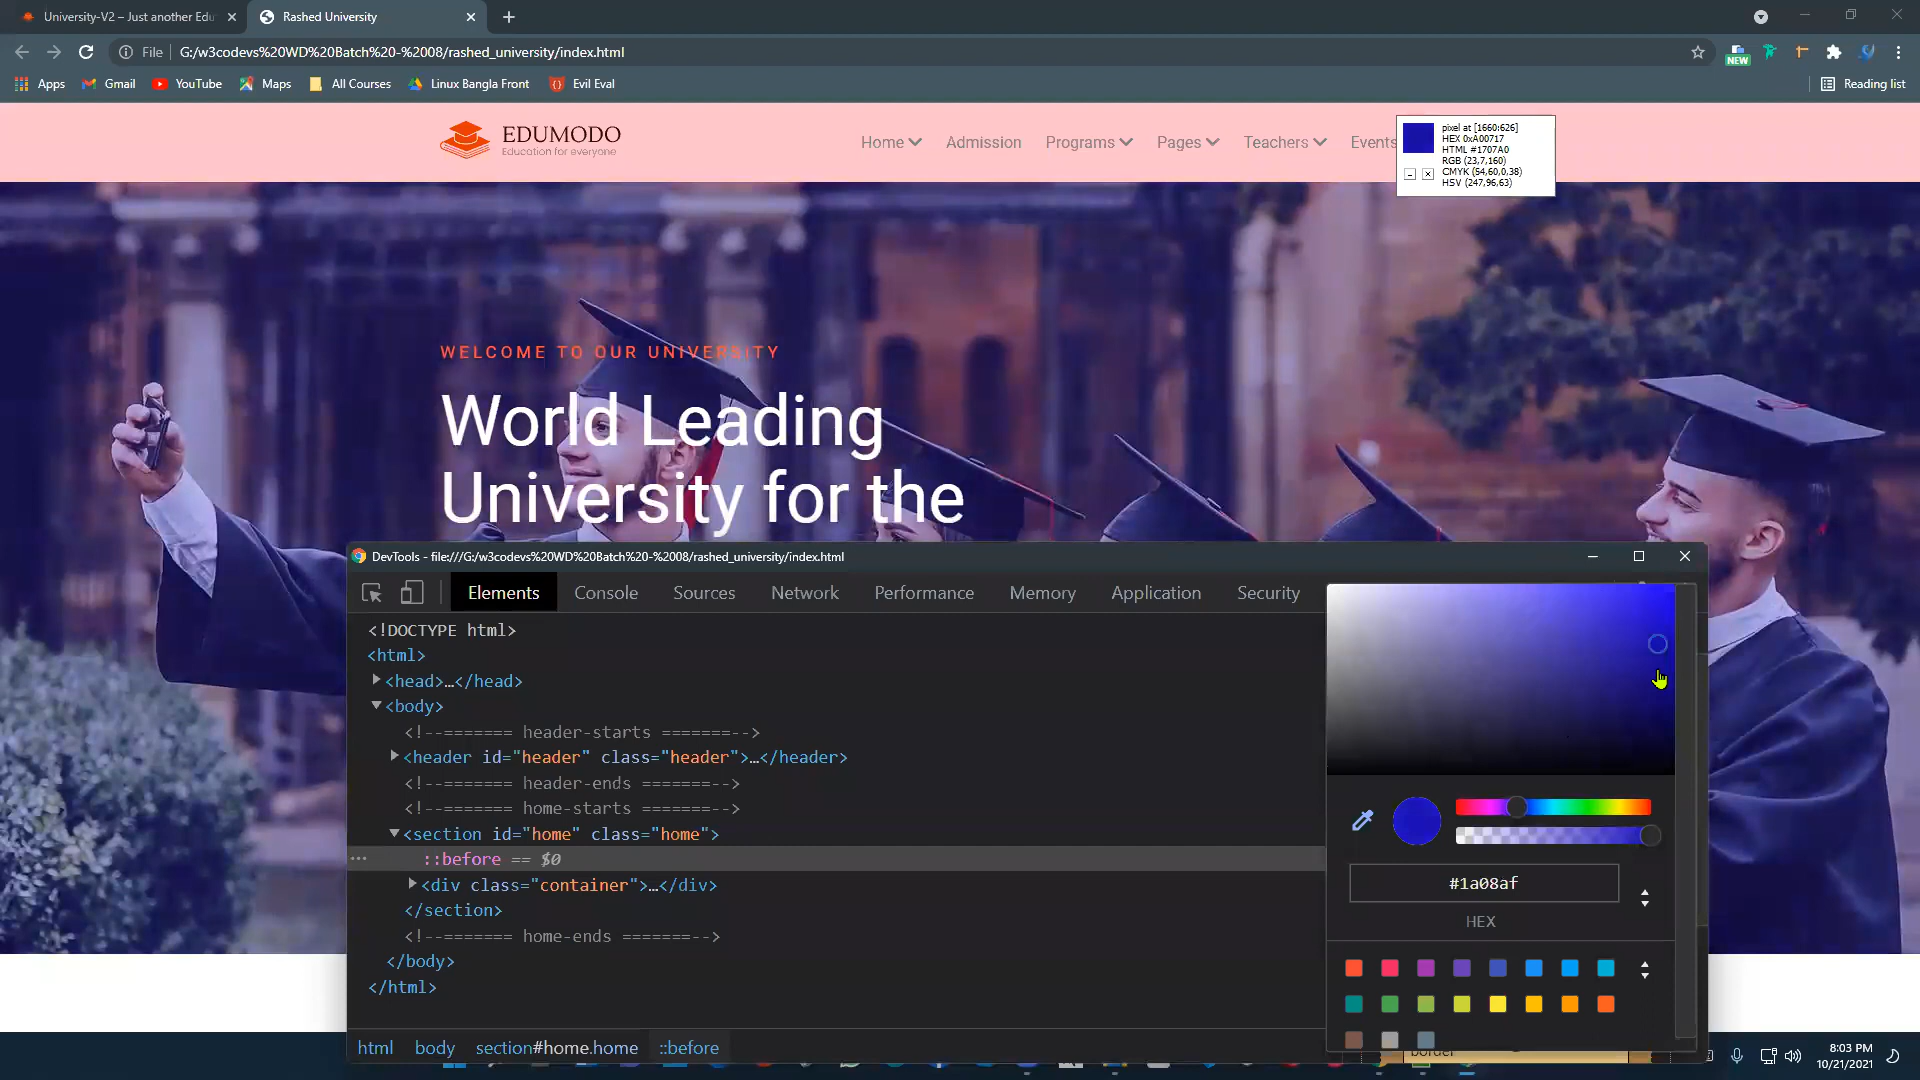 University-V2 – Just another Edu
Rashed University
File
G:/w3codevs%20WD%20Batch%20-%2008/rashed_university/index.html
NEW
Apps
Gmail
YouTube
Maps
All Courses
Linux Bangla Front
Evil Eval
Reading list
EDUMODO
Education for everyone
Home
Admission
Programs
Pages
Teachers
Events
pixel at [1660:626]
HEX 0xA00717
HTML #1707A0
RGB (23,7,160)
CMYK (54,60,0,38)
HSV (247,96,63)
WELCOME TO OUR UNIVERSITY
World Leading
University for the
DevTools - file:///G:/w3codevs%20WD%20Batch%20-%2008/rashed_university/index.html
Elements
Console
Sources
Network
Performance
Memory
Application
Security
<!DOCTYPE html>
<html>
<head>…</head>
<body>
<!--======= header-starts =======-->
<header id="header" class="header">…</header>
<!--======= header-ends =======-->
<!--======= home-starts =======-->
<section id="home" class="home">
::before == $0
<div class="container">…</div>
</section>
<!--======= home-ends =======-->
</body>
</html>
#1a08af
HEX
html
body
section#home.home
::before
border
8:03 PM
10/21/2021